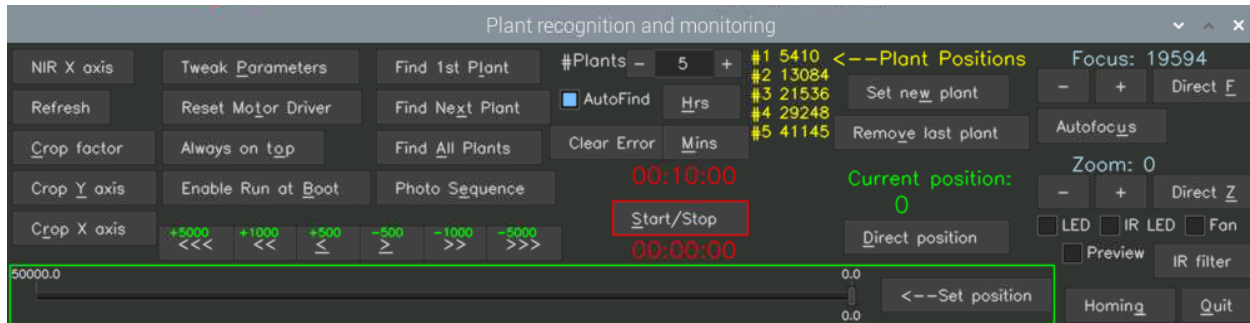 Plant recognition and monitoring
NIR X axis
Refresh
Crop factor
Crop Y axis
Crop X axis
Tweak Parameters
Reset Motor Driver
Always on top
Enable Run at Boot
Find 1st Plant
Find Next Plant
Find All Plants
Photo Sequence
+5000 +1000 +500 -500 -1000 -5000
<<< << < > >> >>>
#Plants - 5 +
AutoFind Hrs
Clear Error Mins
00:10:00
Start/Stop
00:00:00
#1 5410 <--Plant Positions
#2 13084
#3 21536
#4 29248
#5 41145
Set new plant
Remove last plant
Current position:
0
Direct position
Focus: 19594
- + Direct F
Autofocus
Zoom: 0
- + Direct Z
LED IR LED Fan
Preview IR filter
Homing Quit
50000.0 0.0
<--Set position
0.0